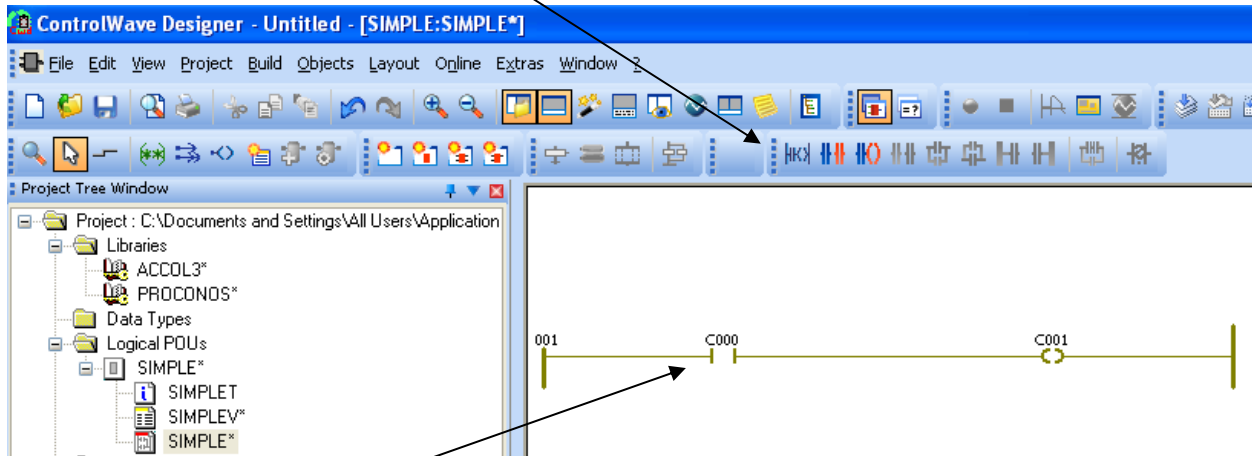 ControlWave Designer - Untitled - [SIMPLE:SIMPLE*]
File Edit View Project Build Objects Layout Online Extras Window ?
Project Tree Window
Project : C:\Documents and Settings\All Users\Application
Libraries
ACCOL3*
PROCONOS*
Data Types
Logical POUs
SIMPLE*
SIMPLET
SIMPLEV*
SIMPLE*
001 C000 C001